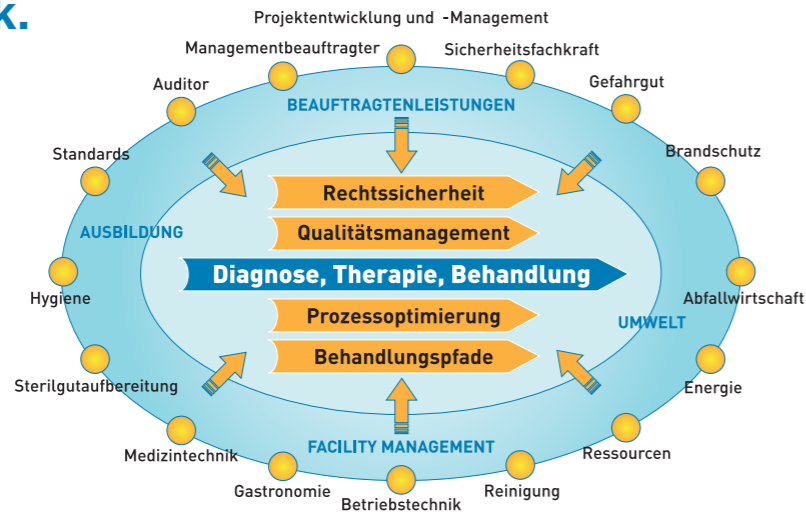 k.
Projektentwicklung und -Management
Managementbeauftragter
Sicherheitsfachkraft
Auditor
Gefahrgut
BEAUFTRAGTENLEISTUNGEN
Standards
Brandschutz
Rechtssicherheit
AUSBILDUNG
Qualitätsmanagement
Diagnose, Therapie, Behandlung
Hygiene
Abfallwirtschaft
Prozessoptimierung
UMWELT
Behandlungspfade
Sterilgutaufbereitung
Energie
Medizintechnik
FACILITY MANAGEMENT
Ressourcen
Gastronomie
Reinigung
Betriebstechnik